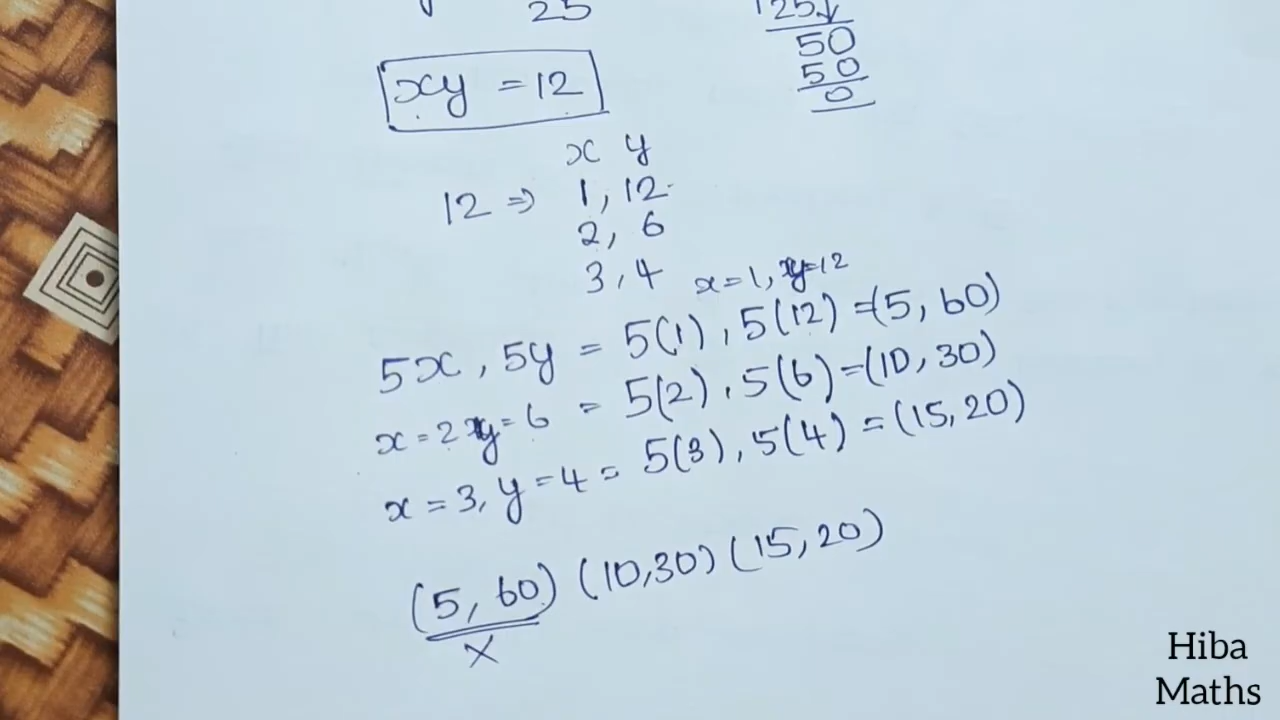 25
125↓
50
50
0
xy = 12
x y
12 ⇒ 1, 12
2, 6
3, 4
x = 1, y = 12
5x, 5y = 5(1), 5(12) = (5, 60)
x = 2 y = 6 = 5(2), 5(6) = (10, 30)
x = 3, y = 4 = 5(3), 5(4) = (15, 20)
(5, 60) (10, 30) (15, 20)
x
Hiba
Maths